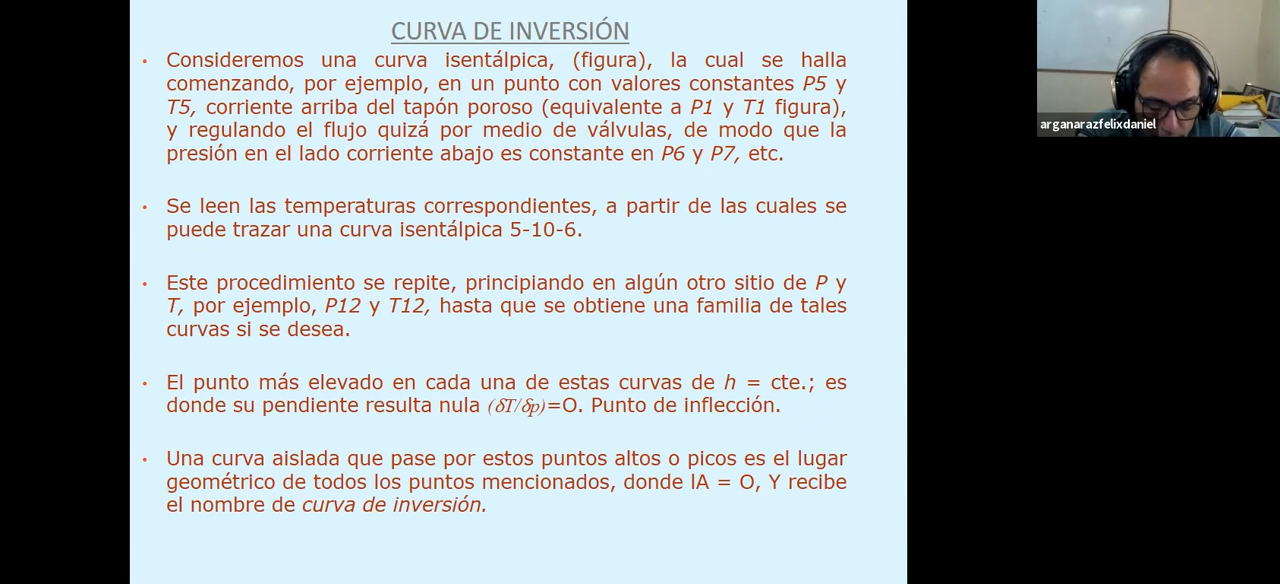 CURVA DE INVERSIÓN
• Consideremos una curva isentálpica, (figura), la cual se halla
comenzando, por ejemplo, en un punto con valores constantes P5 y
T5, corriente arriba del tapón poroso (equivalente a P1 y T1 figura),
y regulando el flujo quizá por medio de válvulas, de modo que la
presión en el lado corriente abajo es constante en P6 y P7, etc.
• Se leen las temperaturas correspondientes, a partir de las cuales se
puede trazar una curva isentálpica 5-10-6.
• Este procedimiento se repite, principiando en algún otro sitio de P y
T, por ejemplo, P12 y T12, hasta que se obtiene una familia de tales
curvas si se desea.
• El punto más elevado en cada una de estas curvas de h = cte.; es
donde su pendiente resulta nula (δT/δp)=O. Punto de inflección.
• Una curva aislada que pase por estos puntos altos o picos es el lugar
geométrico de todos los puntos mencionados, donde lA = O, Y recibe
el nombre de curva de inversión.
arganarazfelixdaniel